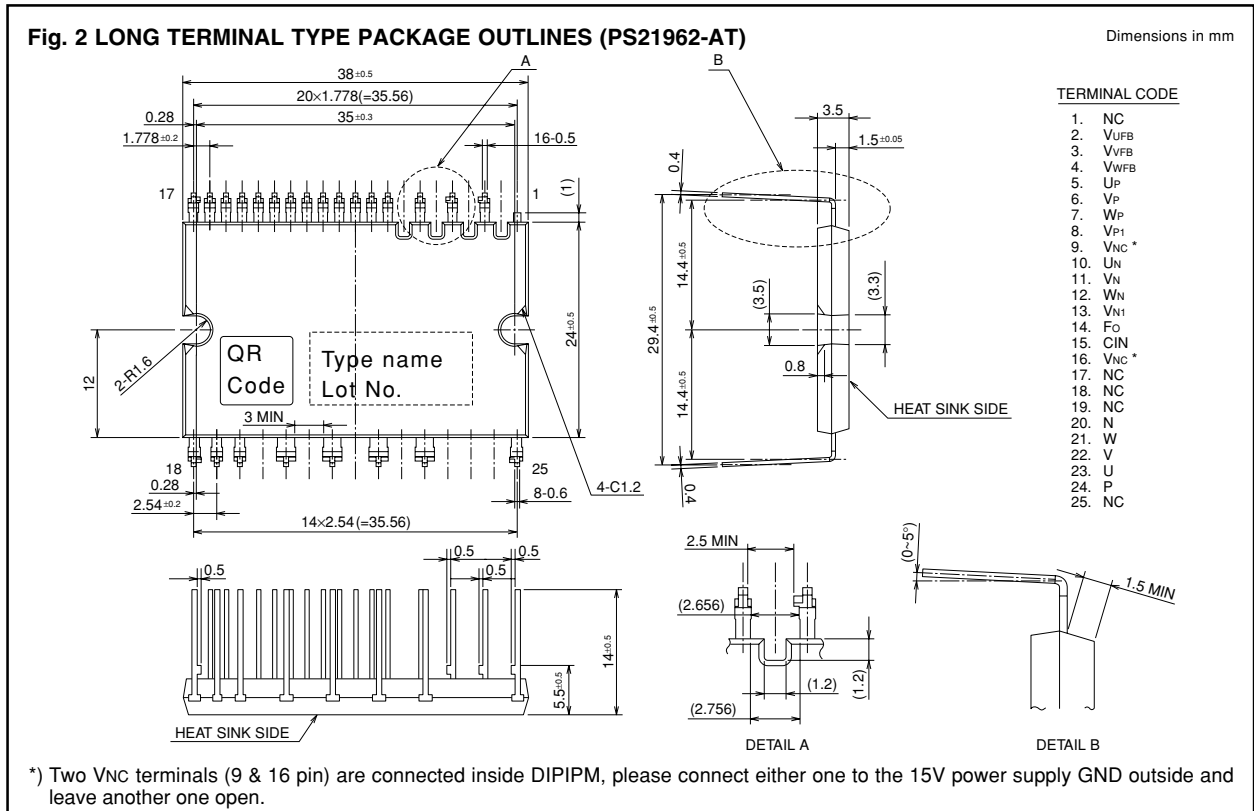 Fig. 2 LONG TERMINAL TYPE PACKAGE OUTLINES (PS21962-AT)
Dimensions in mm
A
B
38±0.5
20×1.778(=35.56)
35±0.3
0.28
1.778±0.2
16-0.5
(1)
17
1
3.5
1.5±0.05
0.4
14.4±0.5
29.4±0.5
(3.5)
(3.3)
24±0.5
12
2-R1.6
QR
Code
Type name
Lot No.
3 MIN
0.8
14.4±0.5
HEAT SINK SIDE
18
25
0.28
2.54±0.2
8-0.6
4-C1.2
0.4
14×2.54(=35.56)
TERMINAL CODE
1. NC
2. VUFB
3. VVFB
4. VWFB
5. UP
6. VP
7. WP
8. VP1
9. VNC *
10. UN
11. VN
12. WN
13. VN1
14. FO
15. CIN
16. VNC *
17. NC
18. NC
19. NC
20. N
21. W
22. V
23. U
24. P
25. NC
0.5
0.5
0.5
0.5
14±0.5
5.5±0.5
HEAT SINK SIDE
2.5 MIN
(2.656)
(1.2)
(1.2)
(2.756)
DETAIL A
(0~5°)
1.5 MIN
DETAIL B
*) Two VNC terminals (9 & 16 pin) are connected inside DIPIPM, please connect either one to the 15V power supply GND outside and
leave another one open.